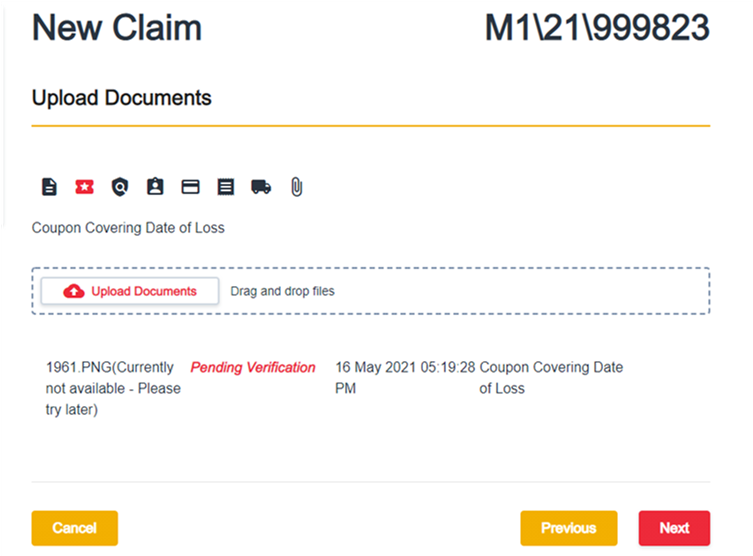 New Claim M1\21\999823
Upload Documents
Coupon Covering Date of Loss
Upload Documents Drag and drop files
1961.PNG(Currently Pending Verification 16 May 2021 05:19:28 Coupon Covering Date
not available - Please PM of Loss
try later)
Cancel Previous Next